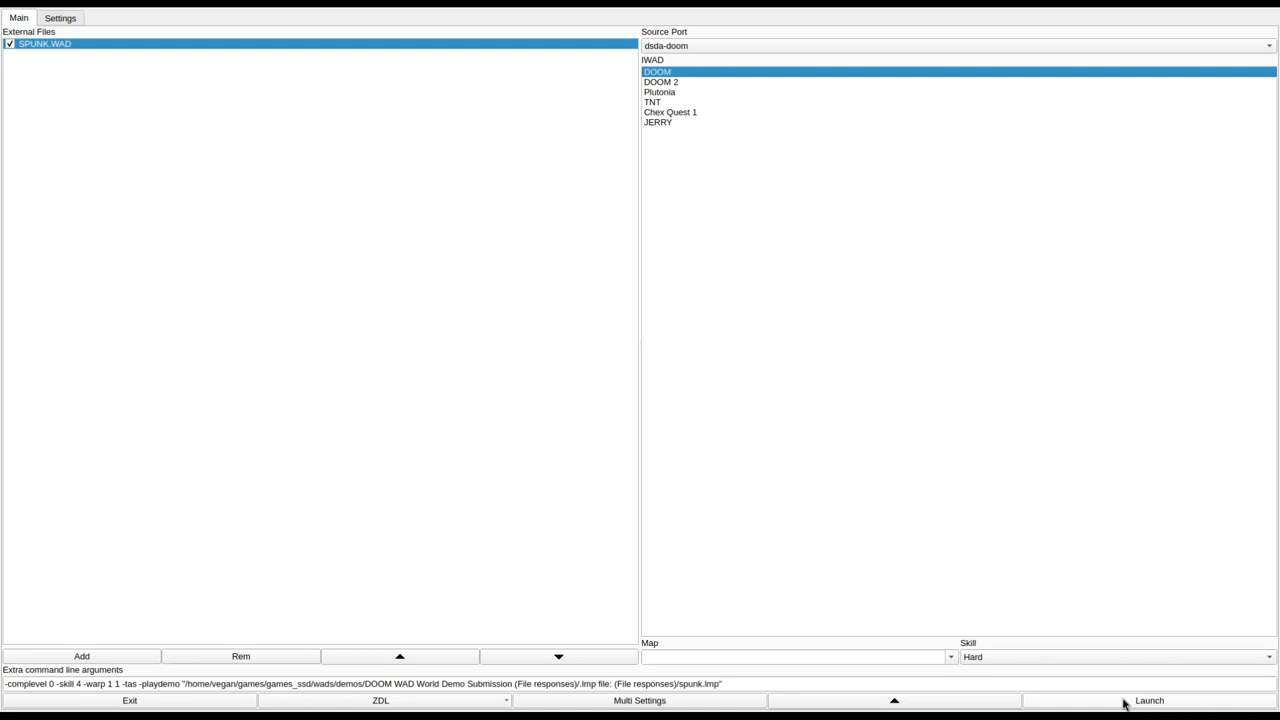 Main Settings
External Files
SPUNK.WAD
Source Port
dsda-doom
IWAD
DOOM
DOOM 2
Plutonia
TNT
Chex Quest 1
JERRY
Map
Skill
Hard
Add Rem
Extra command line arguments
-complevel 0 -skill 4 -warp 1 1 -tas -playdemo "/home/vegan/games/games_ssd/wads/demos/DOOM WAD World Demo Submission (File responses)/.lmp file: (File responses)/spunk.lmp"
Exit ZDL Multi Settings Launch